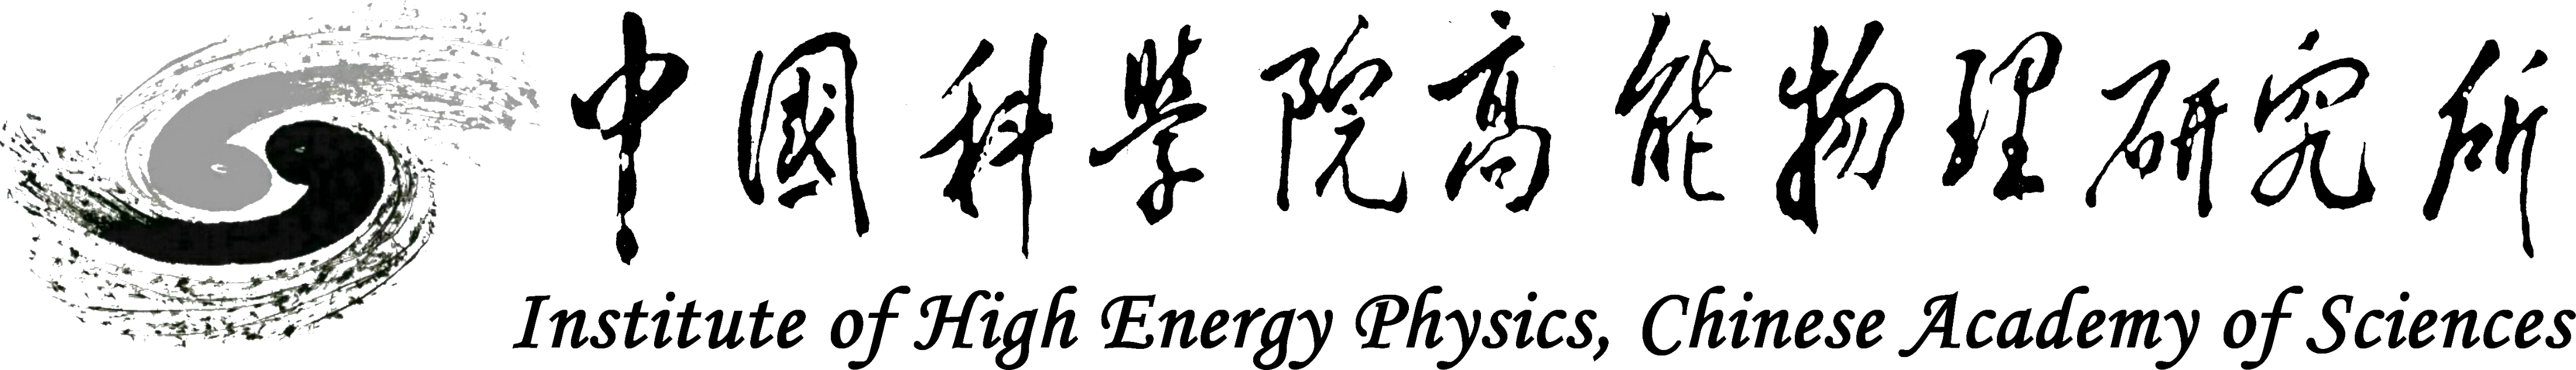 中國科學院高能物理研究所
Institute of High Energy Physics, Chinese Academy of Sciences